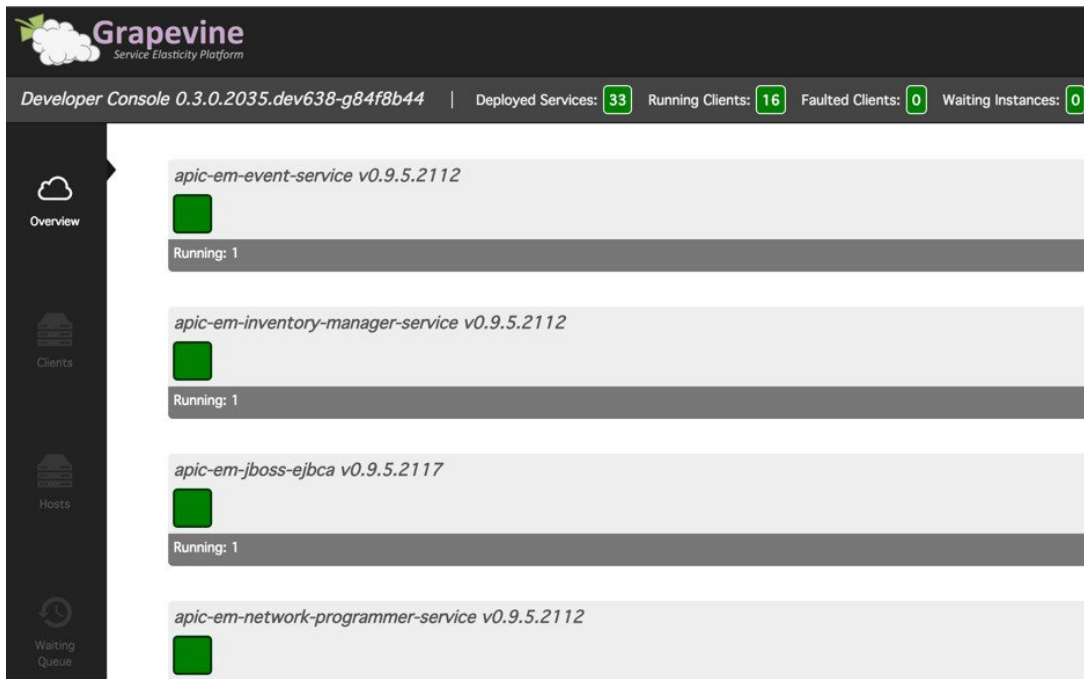 Grapevine
Service Elasticity Platform
Developer Console 0.3.0.2035.dev638-g84f8b44 | Deployed Services: 33 Running Clients: 16 Faulted Clients: 0 Waiting Instances: 0
Overview
Clients
Hosts
Waiting
Queue
apic-em-event-service v0.9.5.2112
Running: 1
apic-em-inventory-manager-service v0.9.5.2112
Running: 1
apic-em-jboss-ejbca v0.9.5.2117
Running: 1
apic-em-network-programmer-service v0.9.5.2112